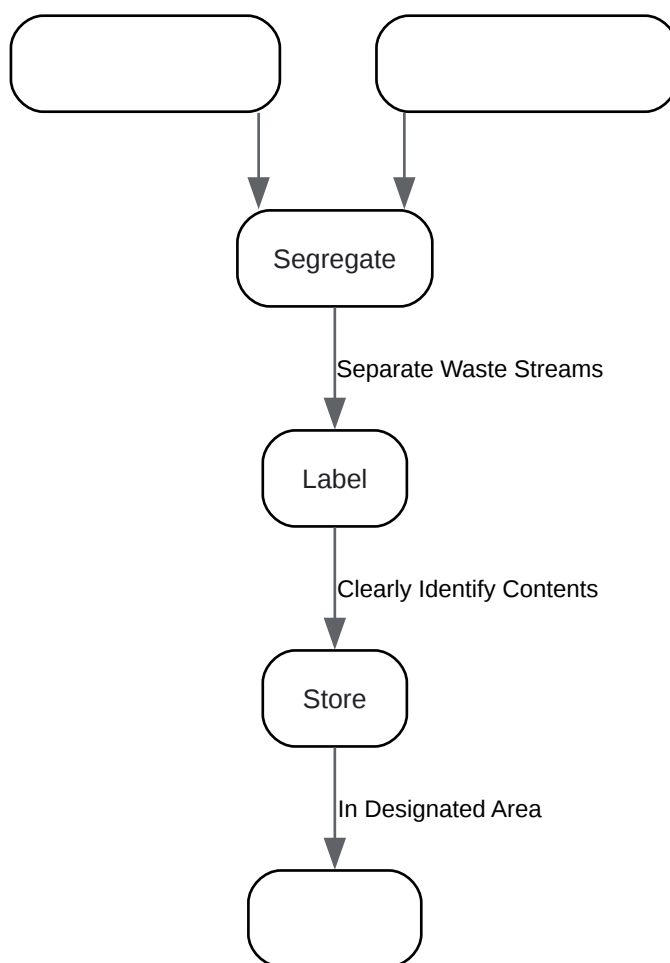 Segregate
Separate Waste Streams
Label
Clearly Identify Contents
Store
In Designated Area